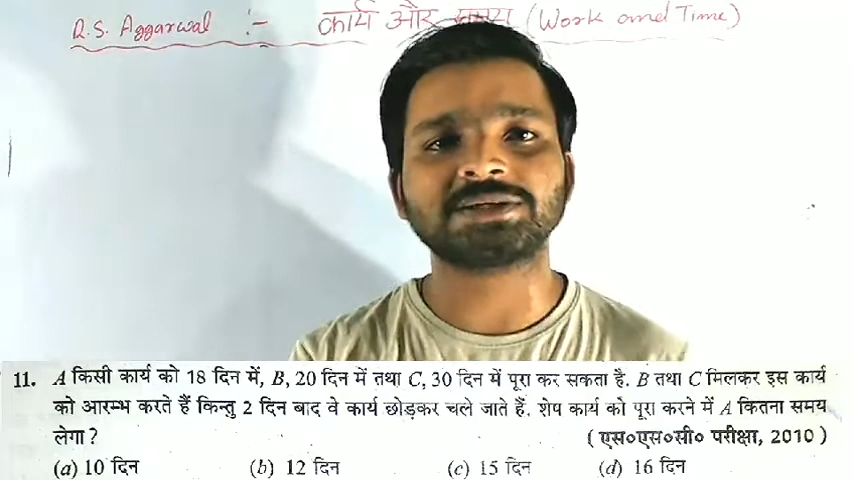 R.S. Aggarwal :- कार्य और समय (Work and Time)
11. A किसी कार्य को 18 दिन में, B, 20 दिन में तथा C, 30 दिन में पूरा कर सकता है. B तथा C मिलकर इस कार्य
को आरम्भ करते हैं किन्तु 2 दिन बाद वे कार्य छोड़कर चले जाते हैं. शेष कार्य को पूरा करने में A कितना समय
लेगा ? ( एस०एस०सी० परीक्षा, 2010 )
(a) 10 दिन (b) 12 दिन (c) 15 दिन (d) 16 दिन